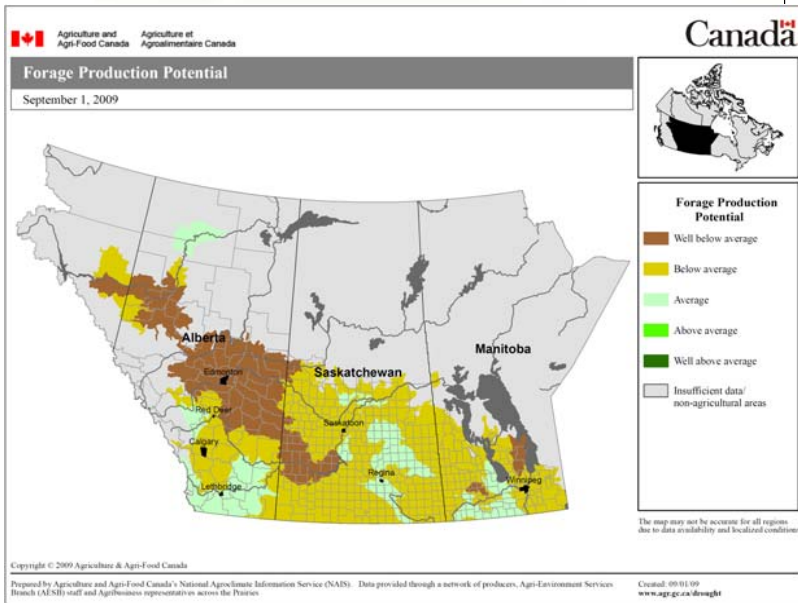 Agriculture and
Agri-Food Canada
Agriculture et
Agroalimentaire Canada
Canada
Forage Production Potential
September 1, 2009
Alberta
Edmonton
Red Deer
Calgary
Lethbridge
Saskatchewan
Saskatoon
Regina
Manitoba
Winnipeg
Forage Production
Potential
Well below average
Below average
Average
Above average
Well above average
Insufficient data/
non-agricultural areas
The map may not be accurate for all regions
due to data availability and localized conditions
Copyright © 2009 Agriculture & Agri-Food Canada
Prepared by Agriculture and Agri-Food Canada's National Agroclimate Information Service (NAIS). Data provided through a network of producers, Agri-Environment Services
Branch (AESB) staff and Agribusiness representatives across the Prairies
Created: 09/01/09
www.agr.gc.ca/drought